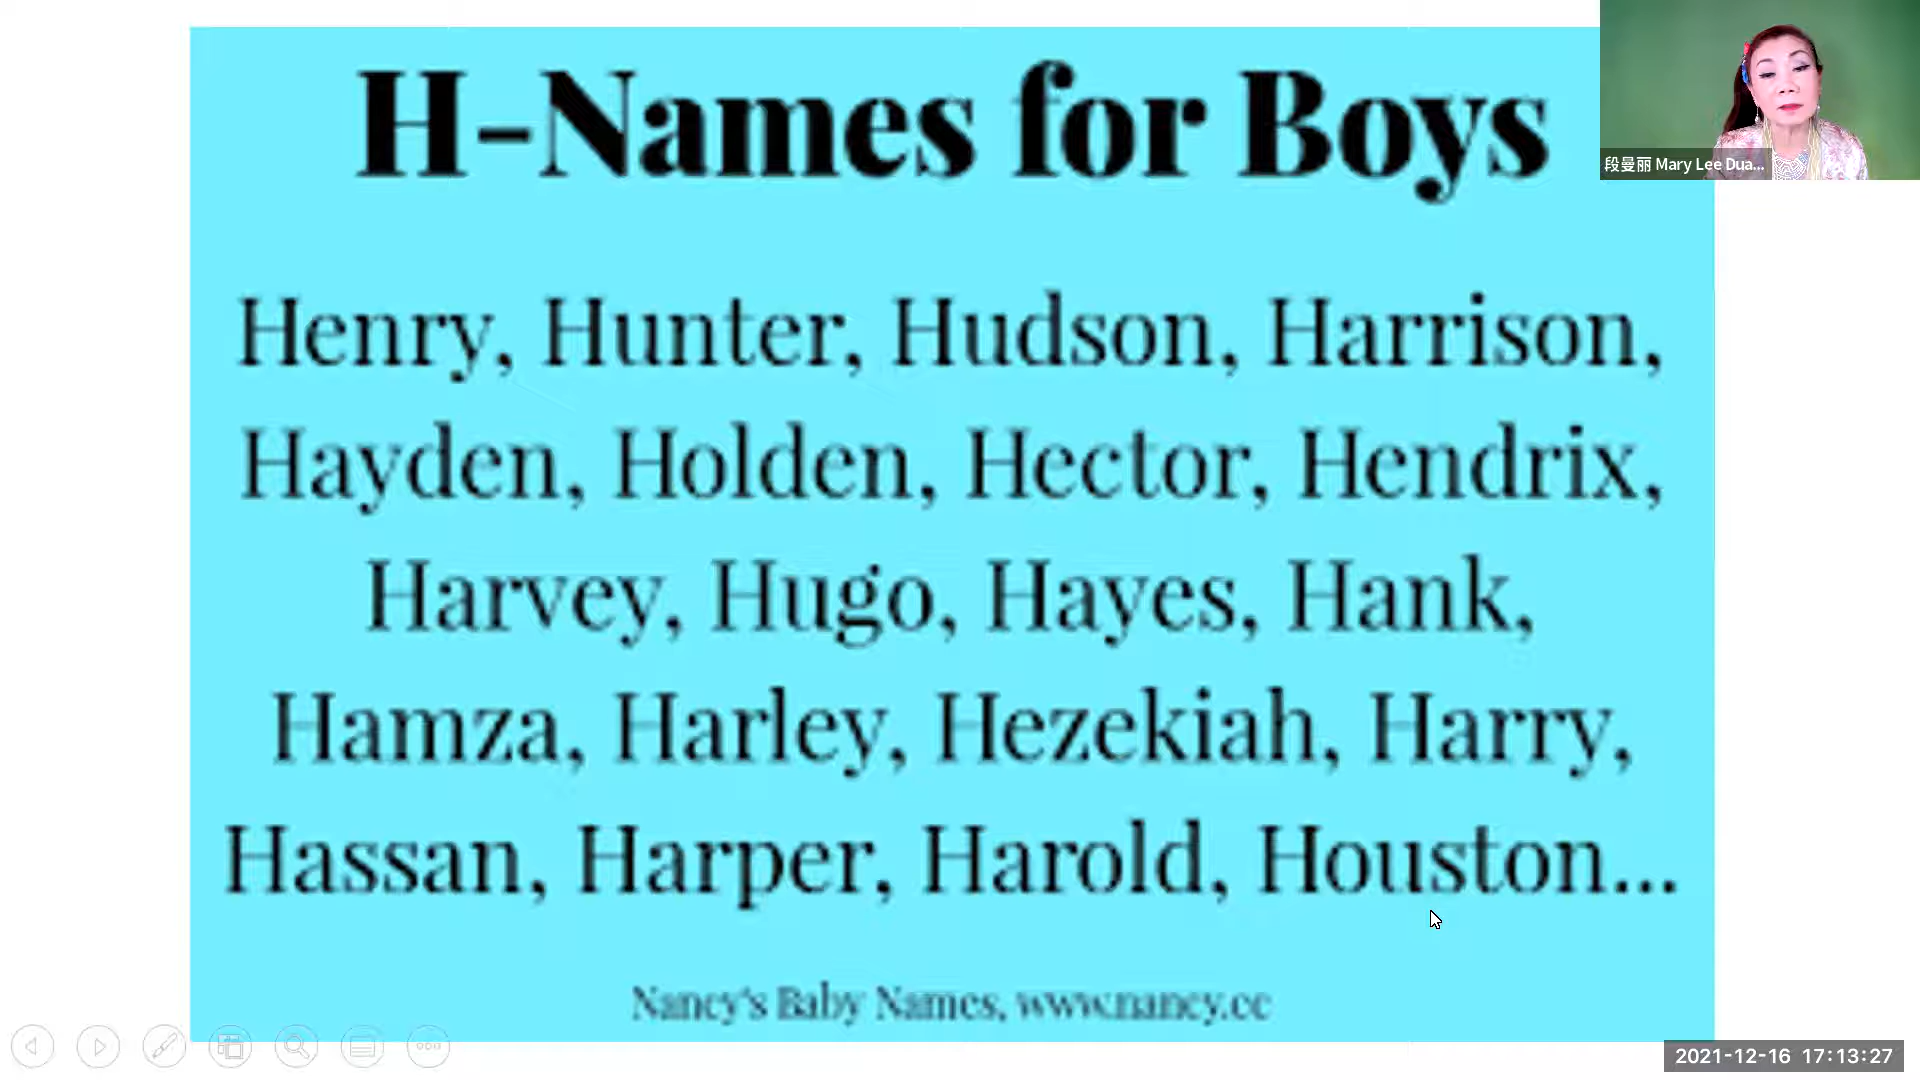 H-Names for Boys
段曼丽 Mary Lee Dua...
Henry, Hunter, Hudson, Harrison,
Hayden, Holden, Hector, Hendrix,
Harvey, Hugo, Hayes, Hank,
Hamza, Harley, Hezekiah, Harry,
Hassan, Harper, Harold, Houston...
Nancy's Baby Names, www.nancy.cc
2021-12-16 17:13:27